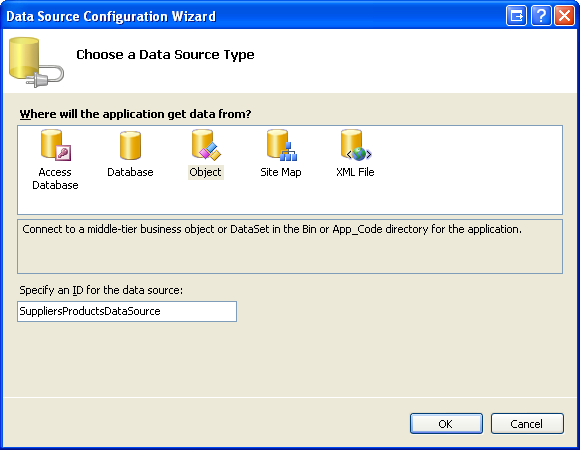 Data Source Configuration Wizard
Choose a Data Source Type
Where will the application get data from?
Access Database
Database
Object
Site Map
XML File
Connect to a middle-tier business object or DataSet in the Bin or App_Code directory for the application.
Specify an ID for the data source:
SuppliersProductsDataSource
OK
Cancel